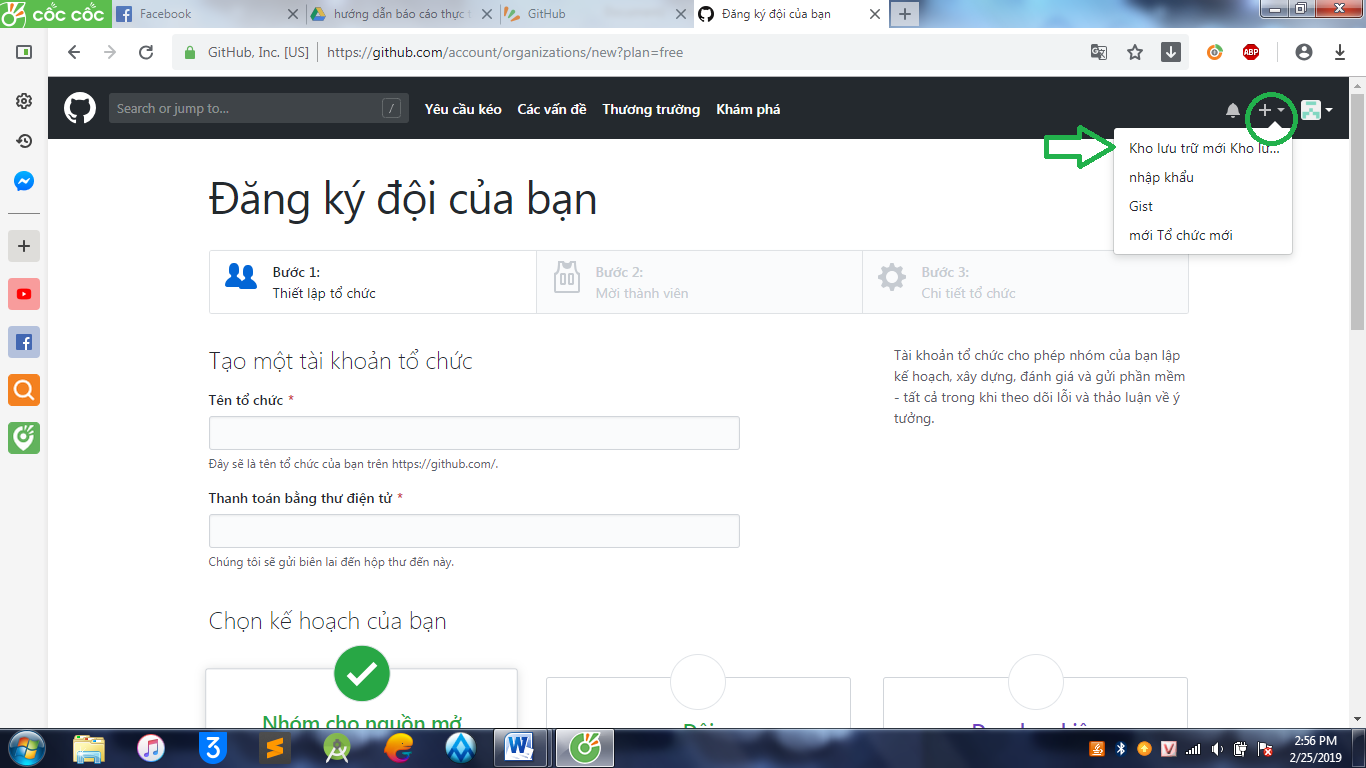 CỐC CỐC
Facebook
hướng dẫn báo cáo thực t
GitHub
Đăng ký đội của bạn
GitHub, Inc. [US]
https://github.com/account/organizations/new?plan=free
ABP
Search or jump to...
/
Yêu cầu kéo
Các vấn đề
Thương trường
Khám phá
Kho lưu trữ mới Kho lư...
nhập khẩu
Gist
mới Tổ chức mới
Đăng ký đội của bạn
Bước 1:
Thiết lập tổ chức
Bước 2:
Mời thành viên
Bước 3:
Chi tiết tổ chức
Tạo một tài khoản tổ chức
Tên tổ chức *
Đây sẽ là tên tổ chức của bạn trên https://github.com/.
Thanh toán bằng thư điện tử *
Chúng tôi sẽ gửi biên lai đến hộp thư đến này.
Tài khoản tổ chức cho phép nhóm của bạn lập
kế hoạch, xây dựng, đánh giá và gửi phần mềm
- tất cả trong khi theo dõi lỗi và thảo luận về ý
tưởng.
Chọn kế hoạch của bạn
Nhóm cho nguồn mở
Đội
2:56 PM
2/25/2019